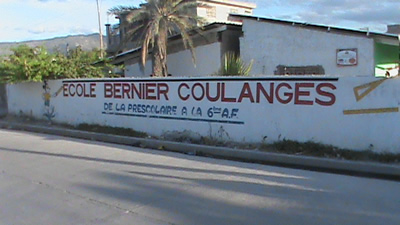 ECOLE BERNIER COULANGES
DE LA PRESCOLAIRE A LA 6ème A.F.